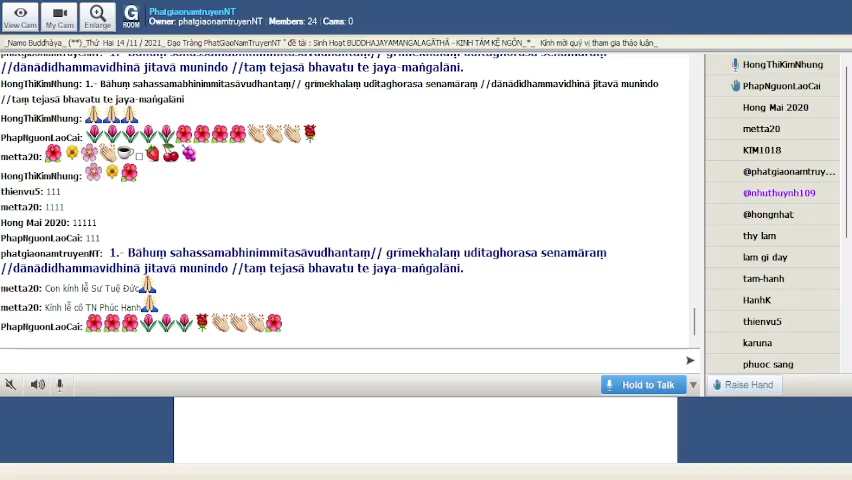 PhatgiaonamtruyenNT
Owner: phatgiaonamtruyenNT Members: 24 Cams: 0
View Cam My Cam Enlarge ROOM
_Namo Buddhàya_(**)_Thứ Hai 14 /11 / 2021_ Đạo Tràng PhatGiaoNamTruyenNT " đề tài : Sinh Hoạt BUDDHAJAYAMANGALAGĀTHĀ - KINH TÁM KỆ NGÔN_*_ Kính mời quý vị tham gia thảo luận_
//dānādidhammavidhinā jitavā munindo //taṃ tejasā bhavatu te jaya-maṅgalāni.
HongThiKimNhung: 1.- Bāhuṃ sahassamabhinimmitasāvudhantaṃ// grīmekhalaṃ uditaghorasa senamāraṃ //dānādidhammavidhinā jitavā munindo
//taṃ tejasā bhavatu te jaya-maṅgalāni
HongThiKimNhung:
PhapNguonLaoCai:
metta20:
HongThiKimNhung:
thienvu5: 111
metta20: 1111
Hong Mai 2020: 11111
PhapNguonLaoCai: 111
phatgiaonamtruyenNT: 1.- Bāhuṃ sahassamabhinimmitasāvudhantaṃ// grīmekhalaṃ uditaghorasa senamāraṃ
//dānādidhammavidhinā jitavā munindo //taṃ tejasā bhavatu te jaya-maṅgalāni.
metta20: Con kính lễ Sư Tuệ Đức
metta20: Kính lễ cô TN Phúc Hạnh
PhapNguonLaoCai:
Hold to Talk
HongThiKimNhung
PhapNguonLaoCai
Hong Mai 2020
metta20
KIM1018
@phatgiaonamtruy...
@nhuthuynh109
@hongnhat
thy lam
lam gi day
tam-hanh
HanhK
thienvu5
karuna
phuoc sang
Raise Hand